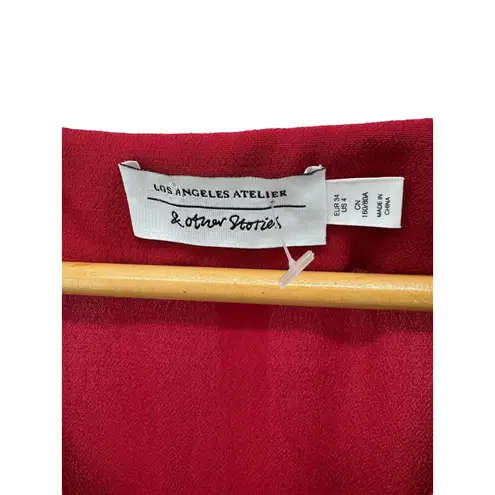 LOS ANGELES ATELIER
& other Stories
EUR 34
US 4
CN
160/80A
MADE IN
CHINA